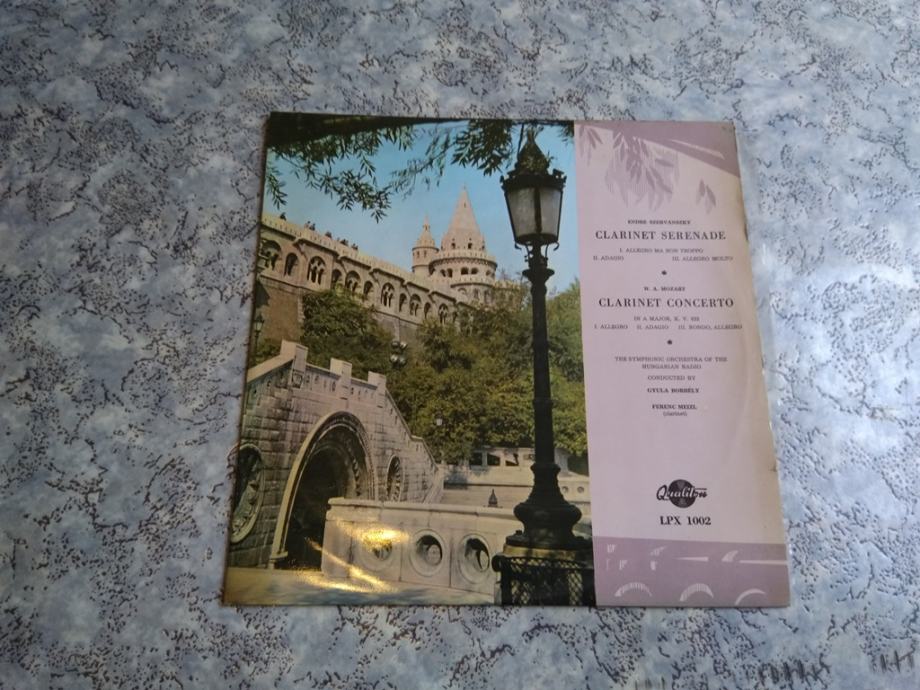 ENDRE SZERVÁNSZKY
CLARINET SERENADE
I. ALLEGRO MA NON TROPPO
II. ADAGIO III. ALLEGRO MOLTO
W. A. MOZART
CLARINET CONCERTO
IN A MAJOR, K. V. 622
I. ALLEGRO II. ADAGIO III. RONDO, ALLEGRO
THE SYMPHONIC ORCHESTRA OF THE
HUNGARIAN RADIO
CONDUCTED BY
GYULA BORBÉLY
FERENC MEIZL
(clarinet)
Qualiton
LPX 1002